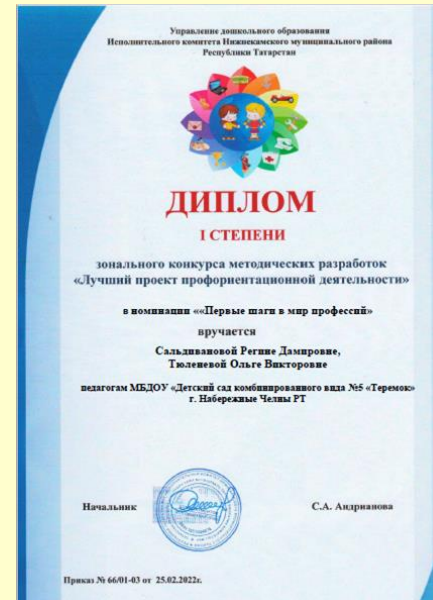 Управление дошкольного образования
Исполнительного комитета Нижнекамского муниципального района
Республики Татарстан
ДИПЛОМ
I СТЕПЕНИ
зонального конкурса методических разработок
«Лучший проект профориентационной деятельности»
в номинации ««Первые шаги в мир профессий»
вручается
Сальдивановой Регине Дамировне,
Тюленевой Ольге Викторовне
педагогам МБДОУ «Детский сад комбинированного вида №5 «Теремок»
г. Набережные Челны РТ
Начальник
С.А. Андрианова
Приказ № 66/01-03 от 25.02.2022г.